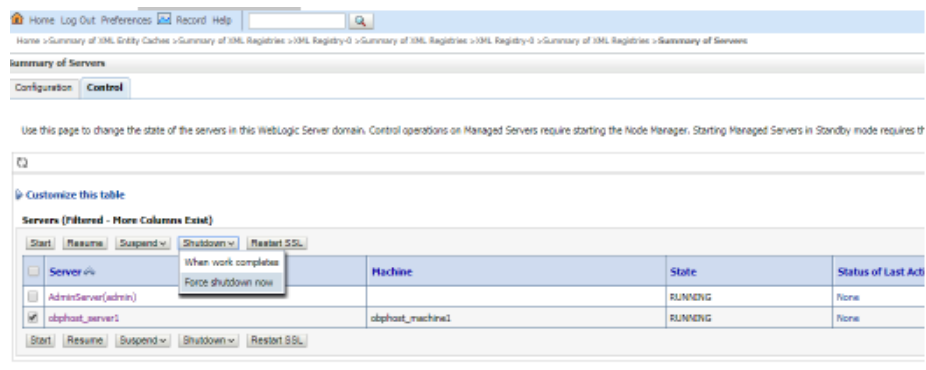 Home Log Out Preferences Record Help
Home >Summary of XML Entity Caches >Summary of XML Registries >XML Registry-0 >Summary of XML Registries >XML Registry-0 >Summary of XML Registries >Summary of Servers
Summary of Servers
Configuration Control
Use this page to change the state of the servers in this WebLogic Server domain. Control operations on Managed Servers require starting the Node Manager. Starting Managed Servers in Standby mode requires th
Customize this table
Servers (Filtered - More Columns Exist)
Start Resume Suspend Shutdown Restart SSL
When work completes
Force shutdown now
Server Machine State Status of Last Acti
AdminServer(admin) RUNNING None
obphost_server1 obphost_machine1 RUNNING None
Start Resume Suspend Shutdown Restart SSL